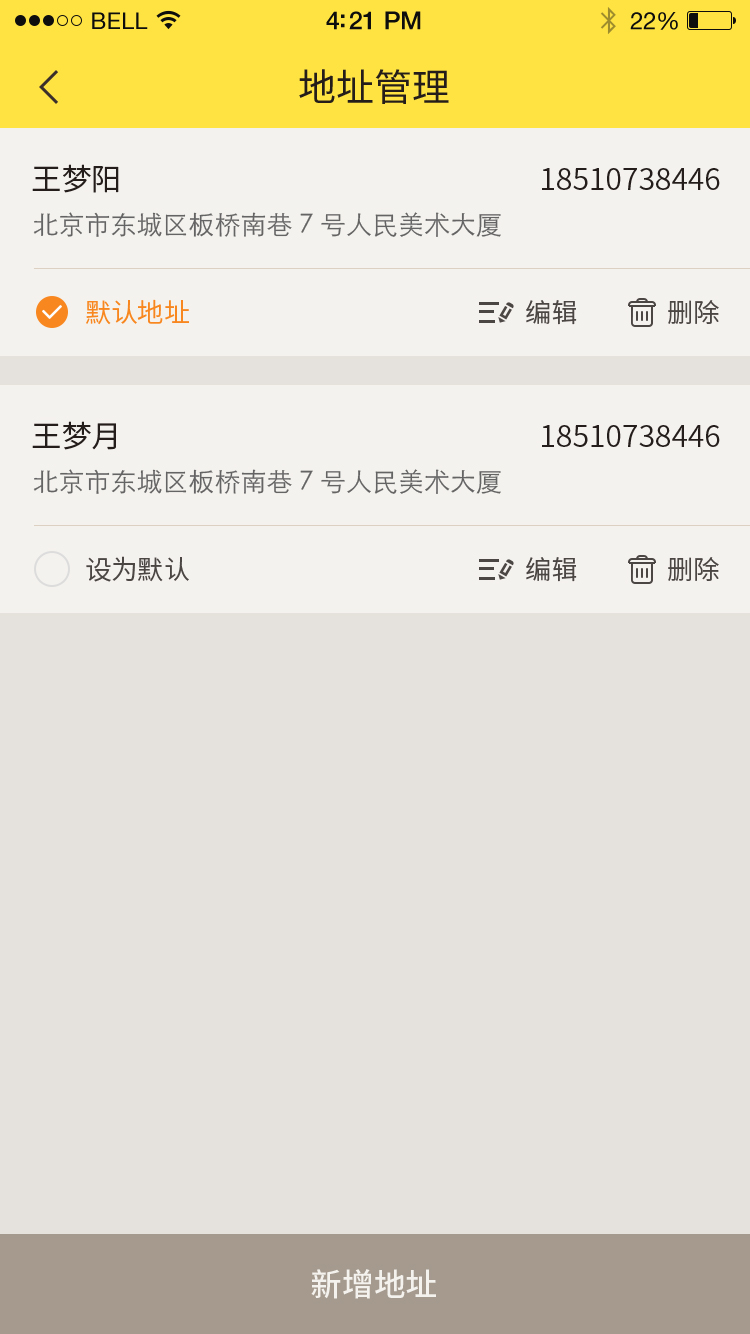 BELL 4:21 PM 22%
地址管理
王梦阳 18510738446
北京市东城区板桥南巷 7 号人民美术大厦
默认地址 编辑 删除
王梦月 18510738446
北京市东城区板桥南巷 7 号人民美术大厦
设为默认 编辑 删除
新增地址